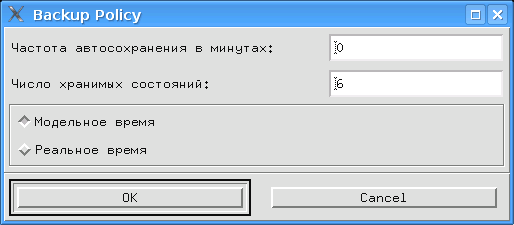 Backup Policy
Частота автосохранения в минутах: 0
Число хранимых состояний: 6
Модельное время
Реальное время
OK Cancel